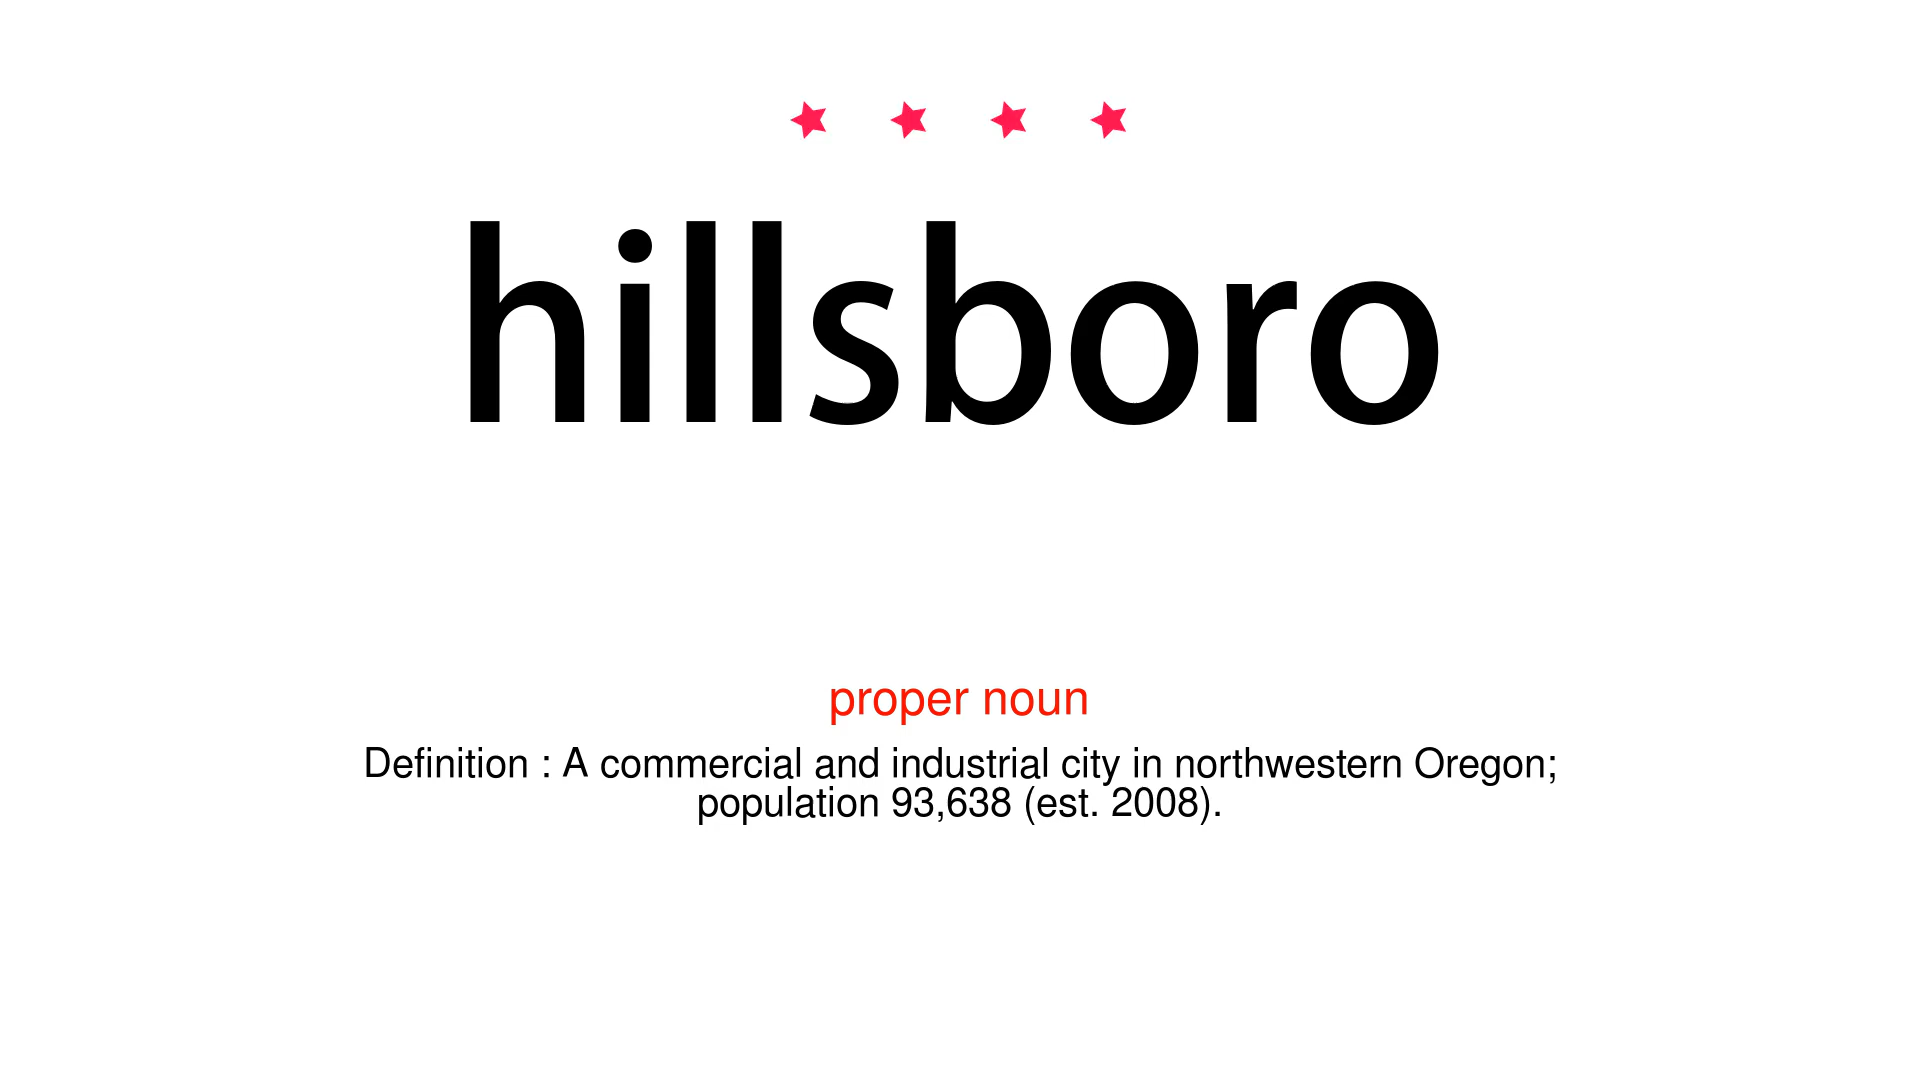 hillsboro
proper noun
Definition : A commercial and industrial city in northwestern Oregon;
population 93,638 (est. 2008).